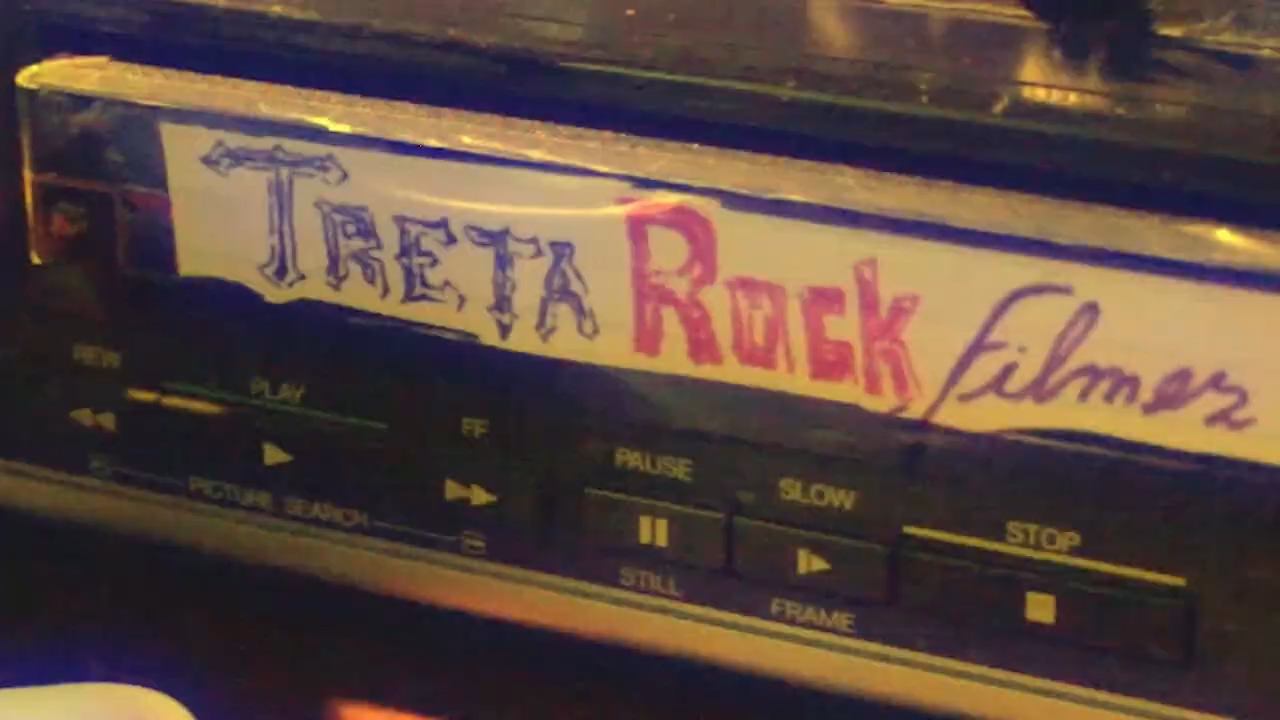 TRETA Rock Filmes
REW PLAY FF PAUSE SLOW STOP
PICTURE SEARCH STILL FRAME